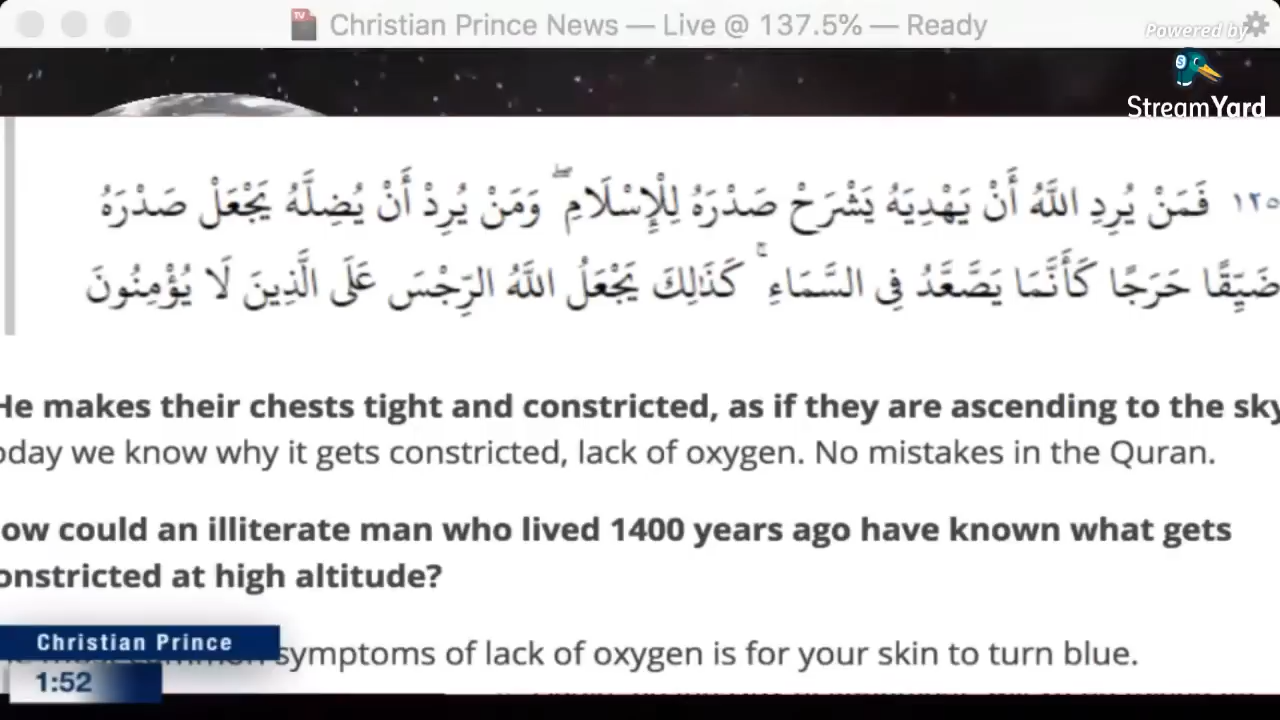 Christian Prince News — Live @ 137.5% — Ready
Powered by
StreamYard
١٢٥ فَمَنْ يُرِدِ اللَّهُ أَنْ يَهْدِيَهُ يَشْرَحْ صَدْرَهُ لِلْإِسْلَامِ ۖ وَمَنْ يُرِدْ أَنْ يُضِلَّهُ يَجْعَلْ صَدْرَهُ
ضَيِّقًا حَرَجًا كَأَنَّمَا يَصَّعَّدُ فِي السَّمَاءِ ۚ كَذَٰلِكَ يَجْعَلُ اللَّهُ الرِّجْسَ عَلَى الَّذِينَ لَا يُؤْمِنُونَ
He makes their chests tight and constricted, as if they are ascending to the sky
oday we know why it gets constricted, lack of oxygen. No mistakes in the Quran.
ow could an illiterate man who lived 1400 years ago have known what gets
onstricted at high altitude?
Christian Prince
symptoms of lack of oxygen is for your skin to turn blue.
1:52